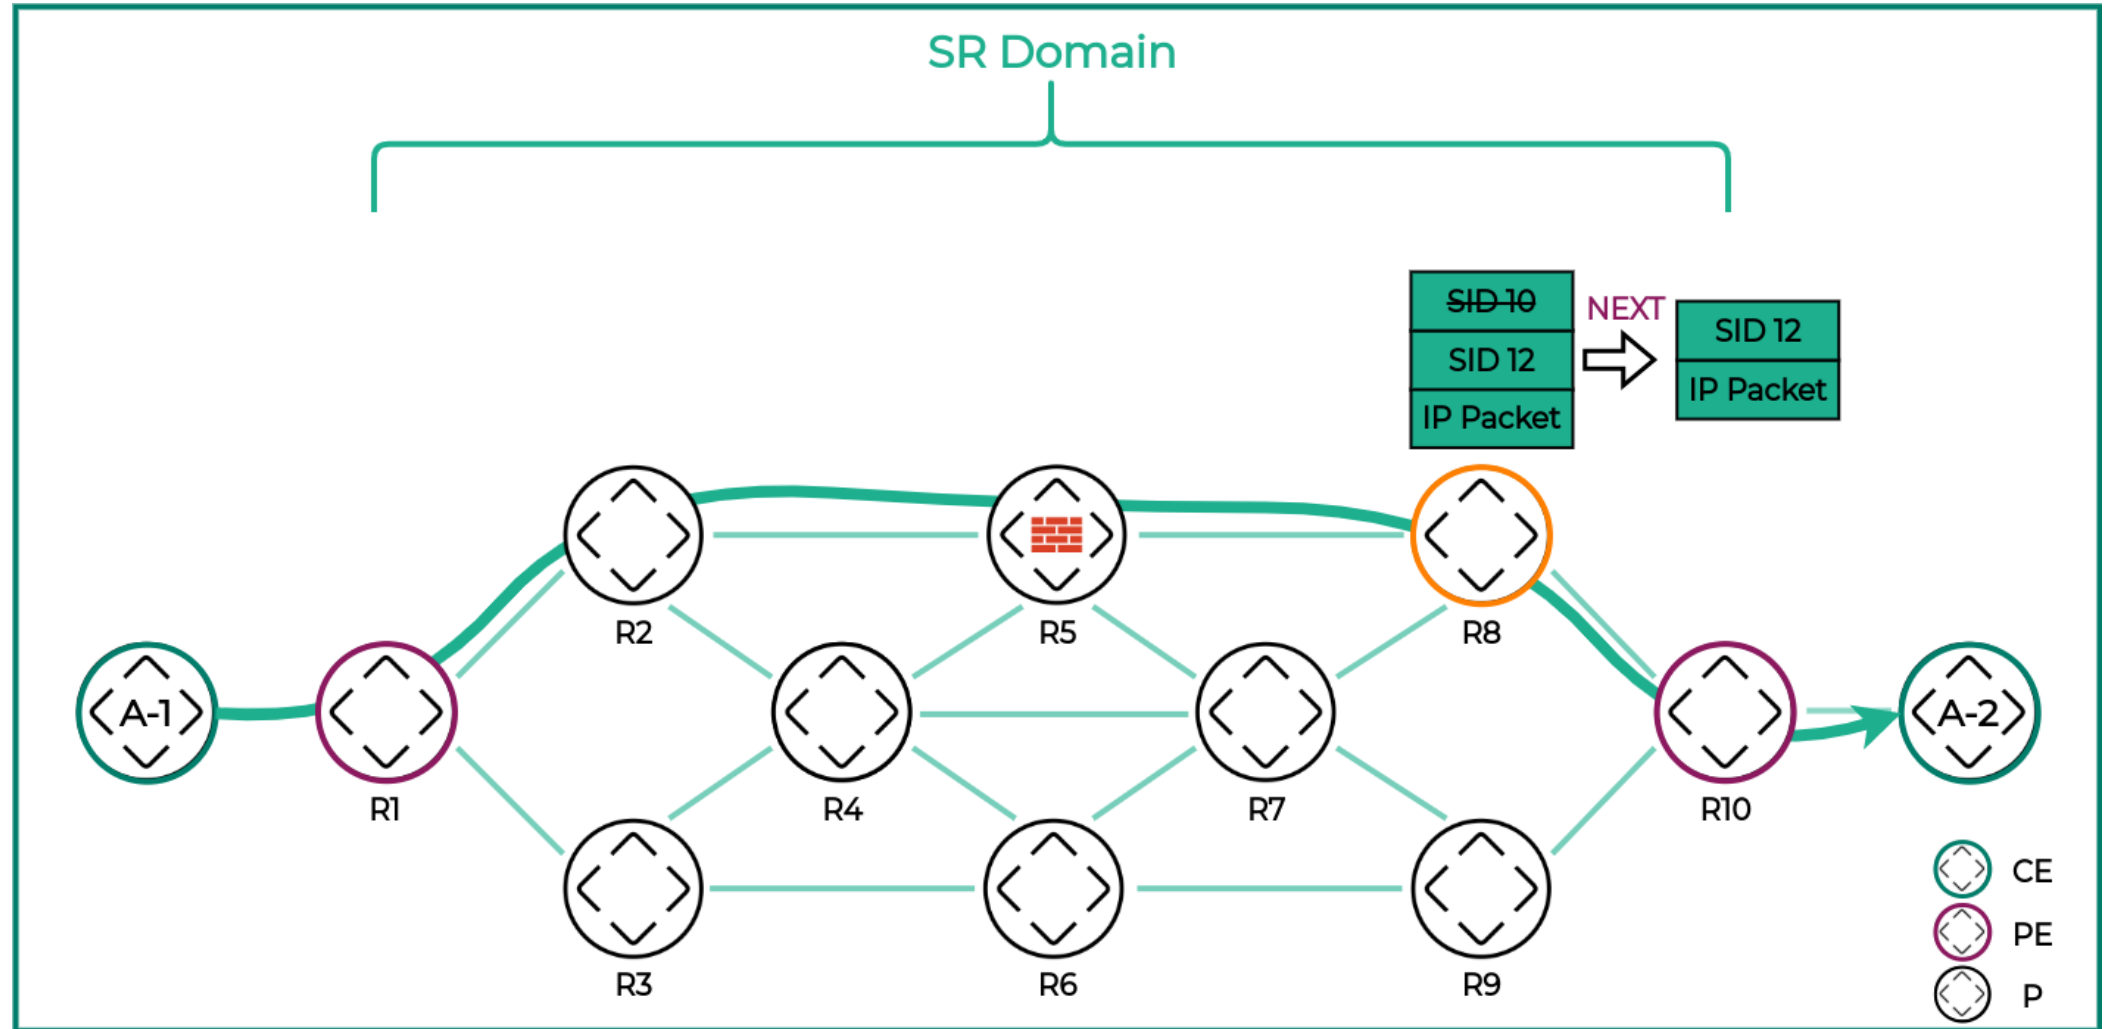 SR Domain
SID 10
NEXT
SID 12
SID 12
IP Packet
IP Packet
R2
R5
R8
A-1
A-2
R1
R4
R7
R10
CE
PE
R3
R6
R9
P